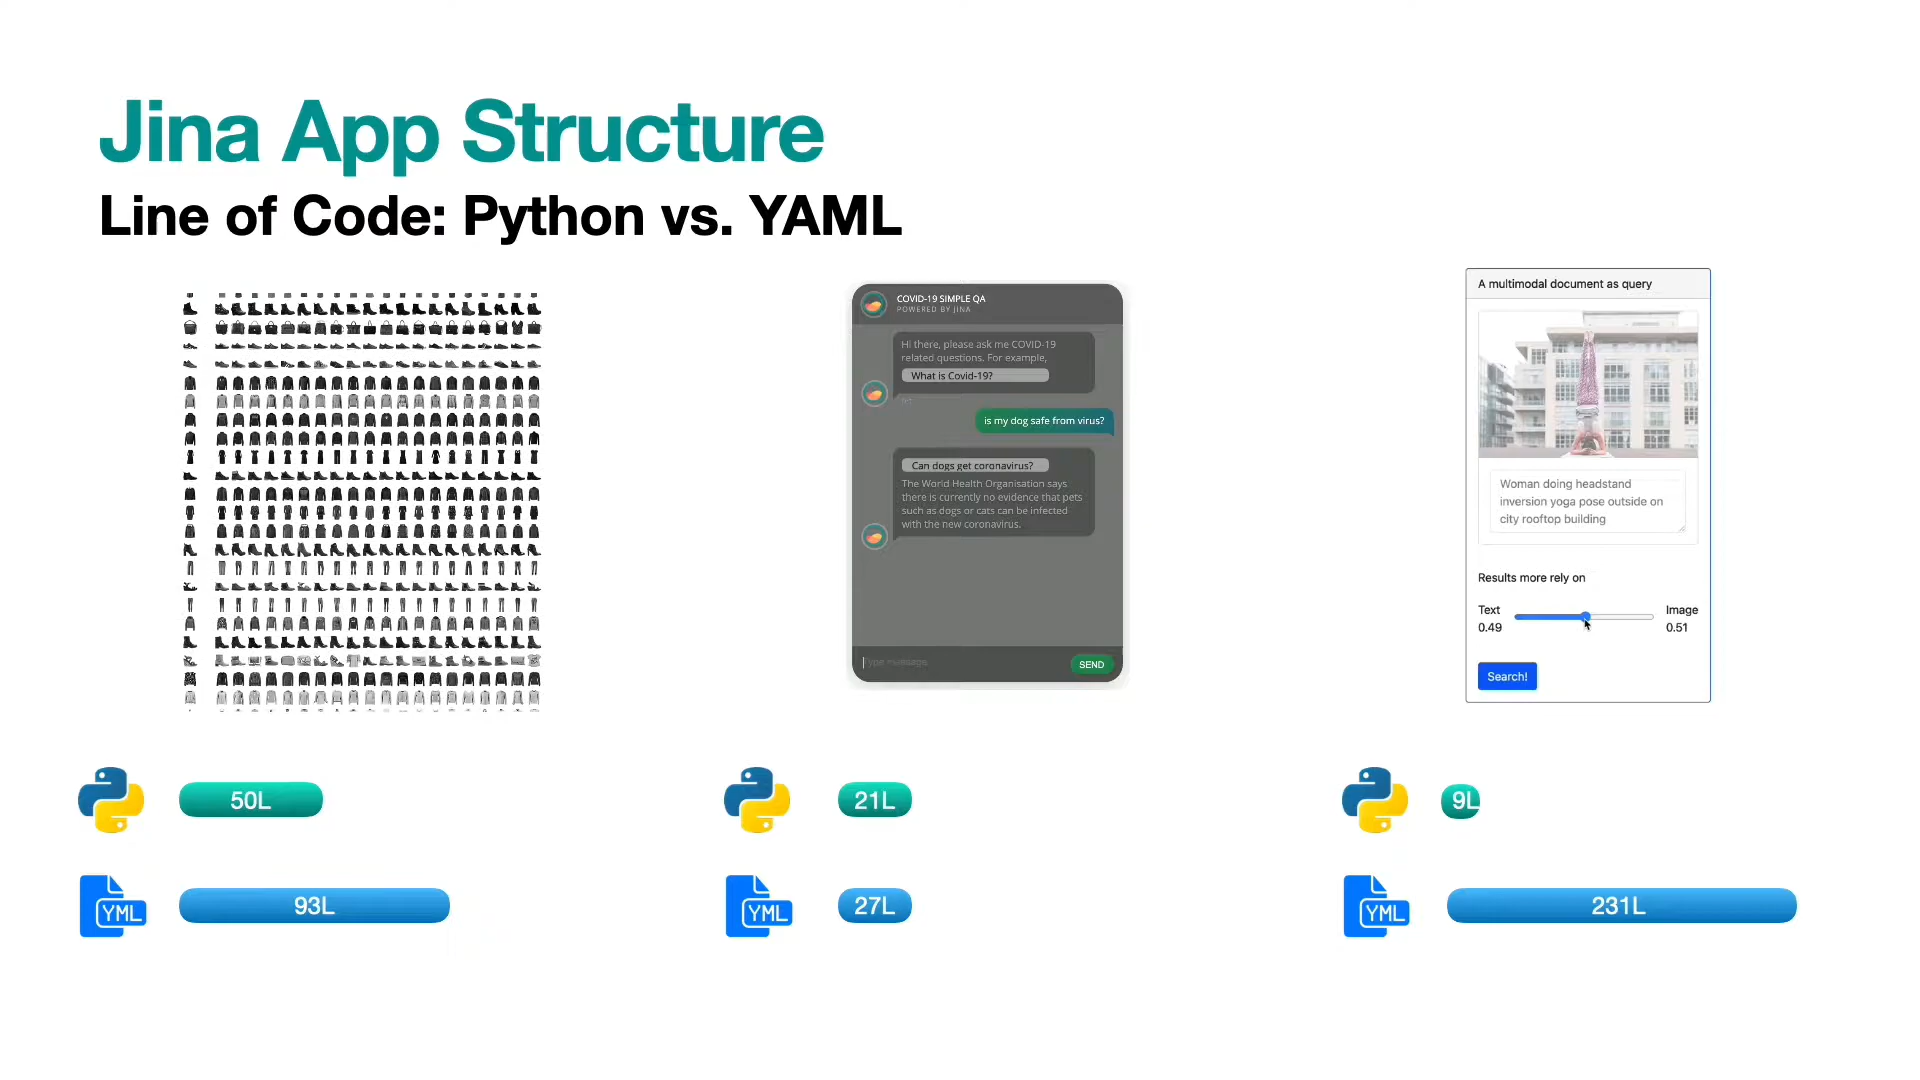 Jina App Structure
Line of Code: Python vs. YAML
COVID-19 SIMPLE QA
POWERED BY JINA
Hi there, please ask me COVID-19
related questions. For example,
What is Covid-19?
is my dog safe from virus?
Can dogs get coronavirus?
The World Health Organisation says
there is currently no evidence that pets
such as dogs or cats can be infected
with the new coronavirus.
Type message.
SEND
A multimodal document as query
Woman doing headstand
inversion yoga pose outside on
city rooftop building
Results more rely on
Text
0.49
Image
0.51
Search!
50L
21L
9L
YML
93L
YML
27L
YML
231L